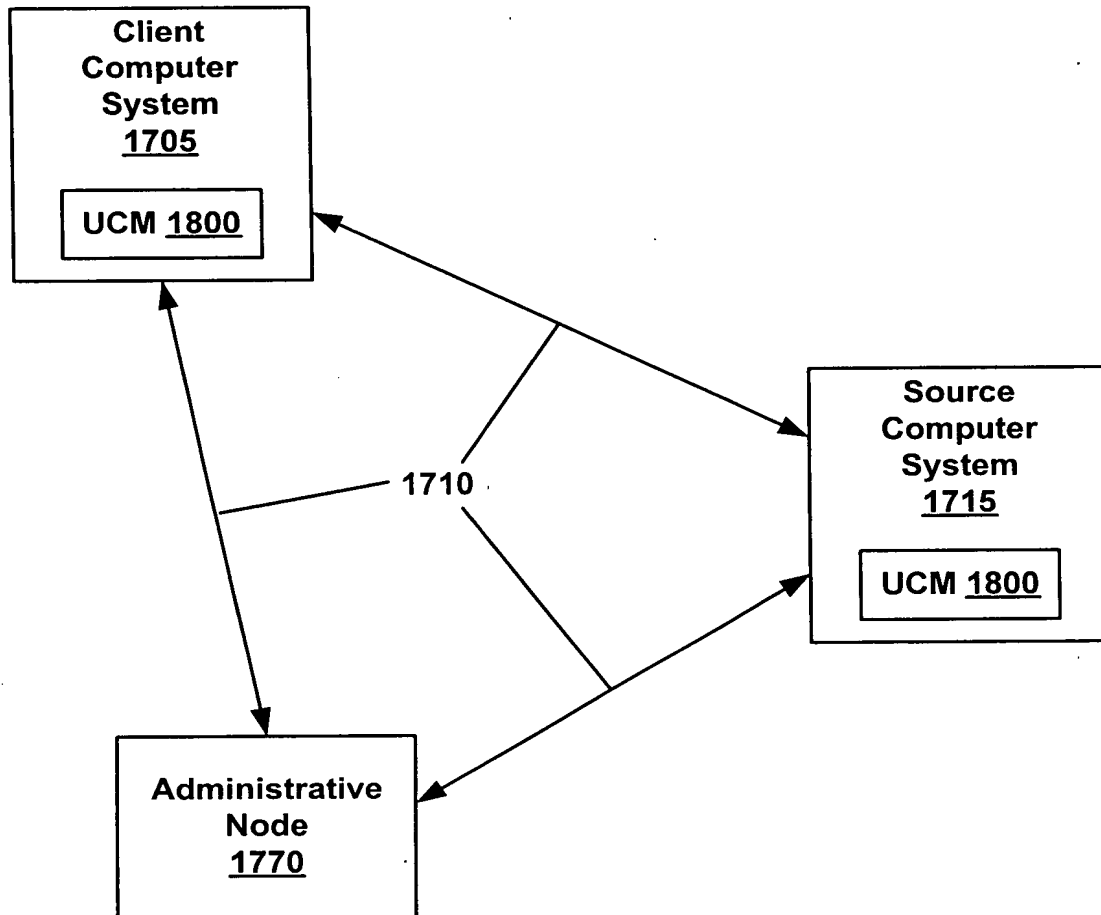 Client
Computer
System
1705
UCM 1800
Source
Computer
System
1715
UCM 1800
1710
Administrative
Node
1770